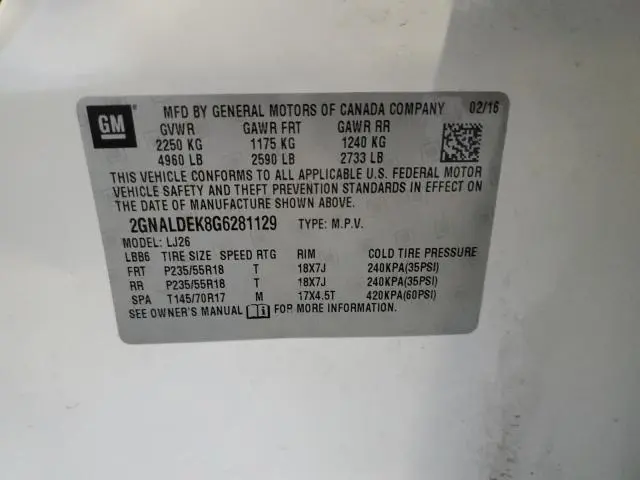 GM ®
MFD BY GENERAL MOTORS OF CANADA COMPANY 02/16
GVWR GAWR FRT GAWR RR
2250 KG 1175 KG 1240 KG
4960 LB 2590 LB 2733 LB
THIS VEHICLE CONFORMS TO ALL APPLICABLE U.S. FEDERAL MOTOR
VEHICLE SAFETY AND THEFT PREVENTION STANDARDS IN EFFECT ON
THE DATE OF MANUFACTURE SHOWN ABOVE.
2GNALDEK8G6281129 TYPE: M.P.V.
MODEL: LJ26
LBB6 TIRE SIZE SPEED RTG RIM COLD TIRE PRESSURE
FRT P235/55R18 T 18X7J 240KPA(35PSI)
RR P235/55R18 T 18X7J 240KPA(35PSI)
SPA T145/70R17 M 17X4.5T 420KPA(60PSI)
SEE OWNER'S MANUAL FOR MORE INFORMATION.